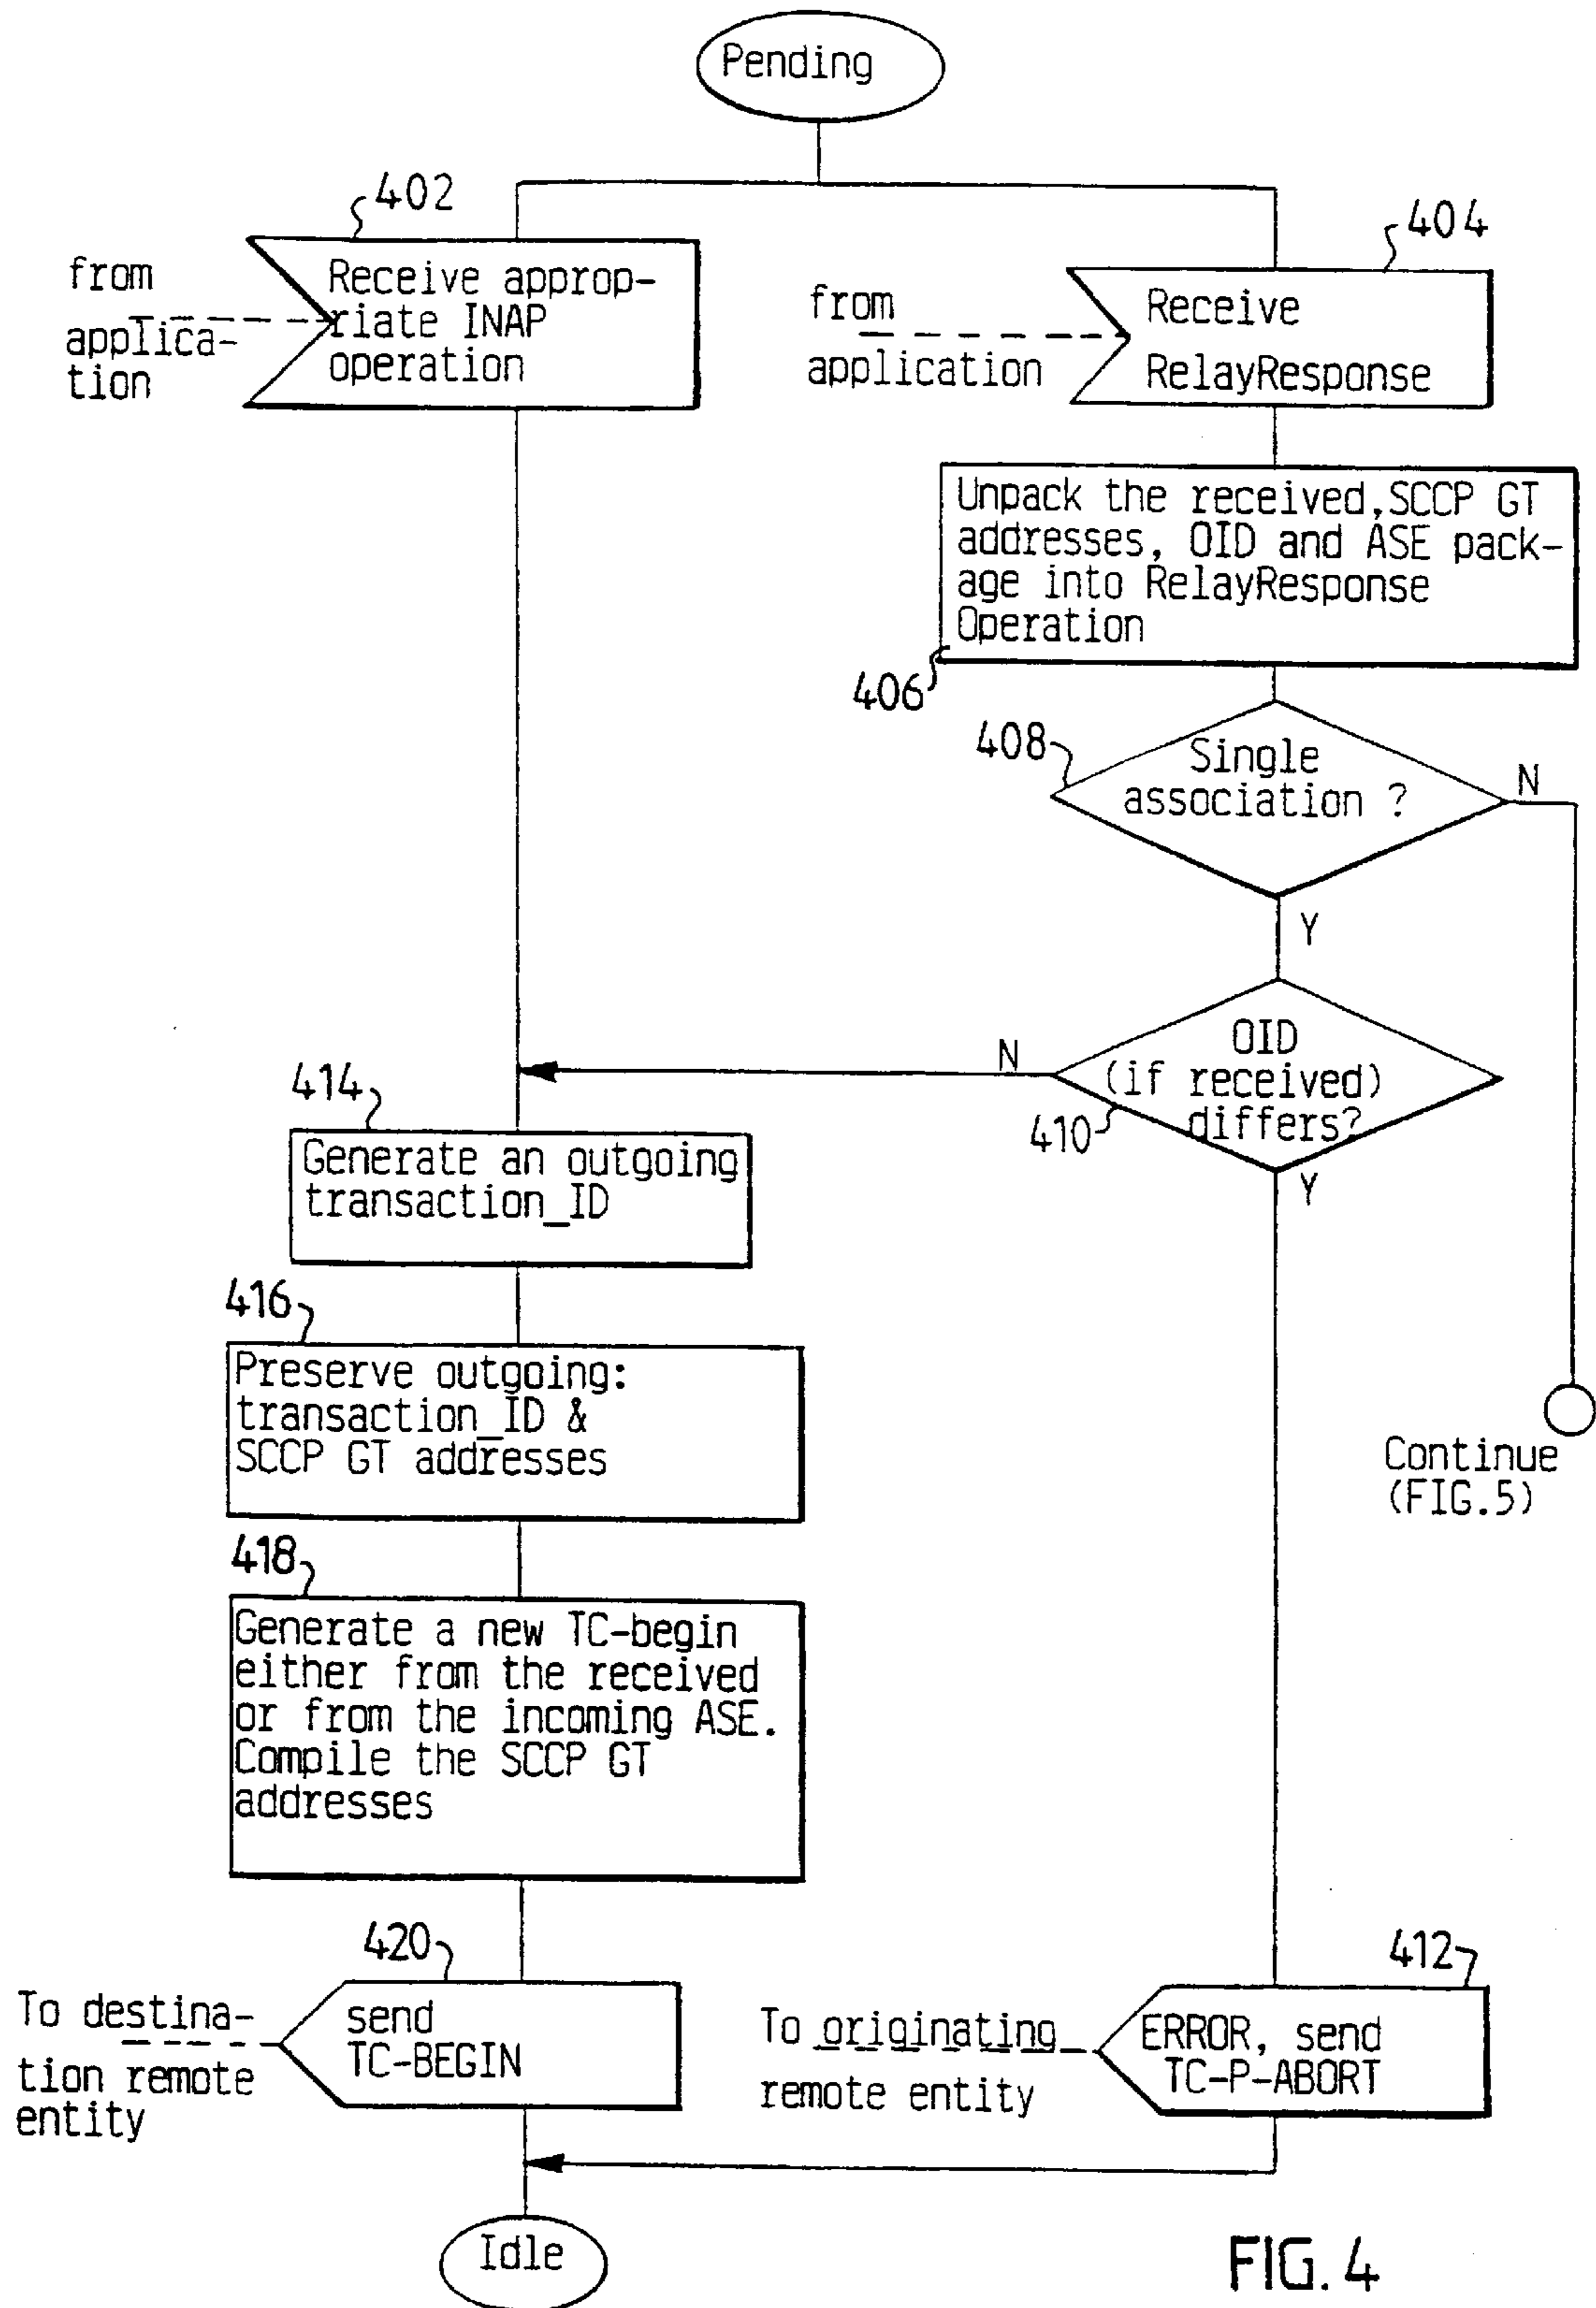 Pending
402
from
applica-
tion
Receive approp-
riate INAP
operation
404
from
application
Receive
RelayResponse
Unpack the received,SCCP GT
addresses, OID and ASE pack-
age into RelayResponse
Operation
406
408
Single
association ?
N
Y
OID
(if received)
differs?
N
410
Y
414
Generate an outgoing
transaction_ID
416
Preserve outgoing:
transaction_ID &
SCCP GT addresses
Continue
(FIG.5)
418
Generate a new TC-begin
either from the received
or from the incoming ASE.
Compile the SCCP GT
addresses
420
To destina-
tion remote
entity
send
TC-BEGIN
412
To originating
remote entity
ERROR, send
TC-P-ABORT
Idle
FIG. 4